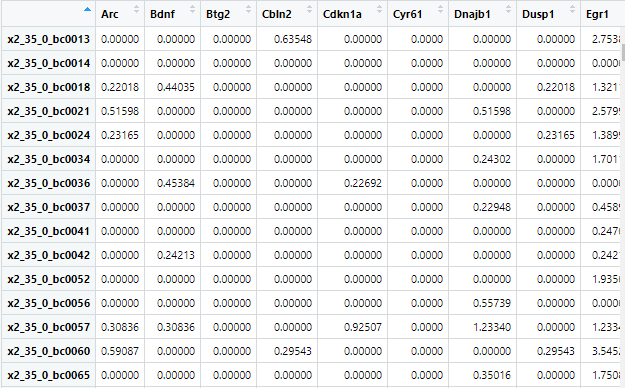 Arc Bdnf Btg2 Cbln2 Cdkn1a Cyr61 Dnajb1 Dusp1 Egr1
x2_35_0_bc0013 0.00000 0.00000 0.00000 0.63548 0.00000 0.0000 0.00000 0.00000 2.753
x2_35_0_bc0014 0.00000 0.00000 0.00000 0.00000 0.00000 0.0000 0.00000 0.00000 0.000
x2_35_0_bc0018 0.22018 0.44035 0.00000 0.00000 0.00000 0.0000 0.00000 0.22018 1.321
x2_35_0_bc0021 0.51598 0.00000 0.00000 0.00000 0.00000 0.0000 0.51598 0.00000 2.579
x2_35_0_bc0024 0.23165 0.00000 0.00000 0.00000 0.00000 0.0000 0.00000 0.23165 1.389
x2_35_0_bc0034 0.00000 0.00000 0.00000 0.00000 0.00000 0.0000 0.24302 0.00000 1.701
x2_35_0_bc0036 0.00000 0.45384 0.00000 0.00000 0.22692 0.0000 0.00000 0.00000 0.000
x2_35_0_bc0037 0.00000 0.00000 0.00000 0.00000 0.00000 0.0000 0.22948 0.00000 0.458
x2_35_0_bc0041 0.00000 0.00000 0.00000 0.00000 0.00000 0.0000 0.00000 0.00000 0.247
x2_35_0_bc0042 0.00000 0.24213 0.00000 0.00000 0.00000 0.0000 0.00000 0.00000 0.242
x2_35_0_bc0052 0.00000 0.00000 0.00000 0.00000 0.00000 0.0000 0.00000 0.00000 1.935
x2_35_0_bc0056 0.00000 0.00000 0.00000 0.00000 0.00000 0.0000 0.55739 0.00000 0.000
x2_35_0_bc0057 0.30836 0.30836 0.00000 0.00000 0.92507 0.0000 1.23340 0.00000 1.233
x2_35_0_bc0060 0.59087 0.00000 0.00000 0.29543 0.00000 0.0000 0.00000 0.29543 3.545
x2_35_0_bc0065 0.00000 0.00000 0.00000 0.00000 0.00000 0.0000 0.35016 0.00000 1.750